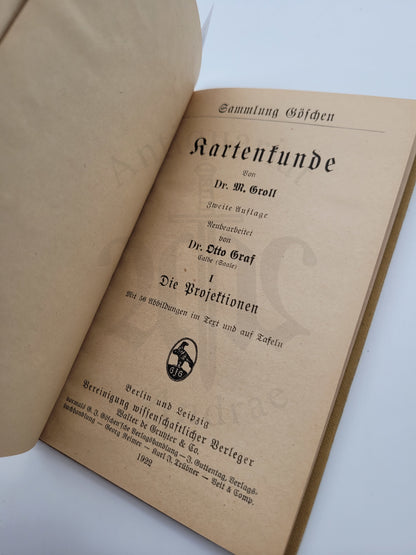 Sammlung Göschen
Kartenkunde
Von
Dr. M. Groll
Zweite Auflage
Neubearbeitet
von
Dr. Otto Graf
Calbe (Saale)
I
Die Projektionen
Mit 56 Abbildungen im Text und auf Tafeln
Berlin und Leipzig
Vereinigung wissenschaftlicher Verleger
Walter de Gruyter & Co.
vormals G. J. Göschen'sche Verlagshandlung — J. Guttentag, Verlags-
buchhandlung — Georg Reimer — Karl J. Trübner — Veit & Comp.
1922